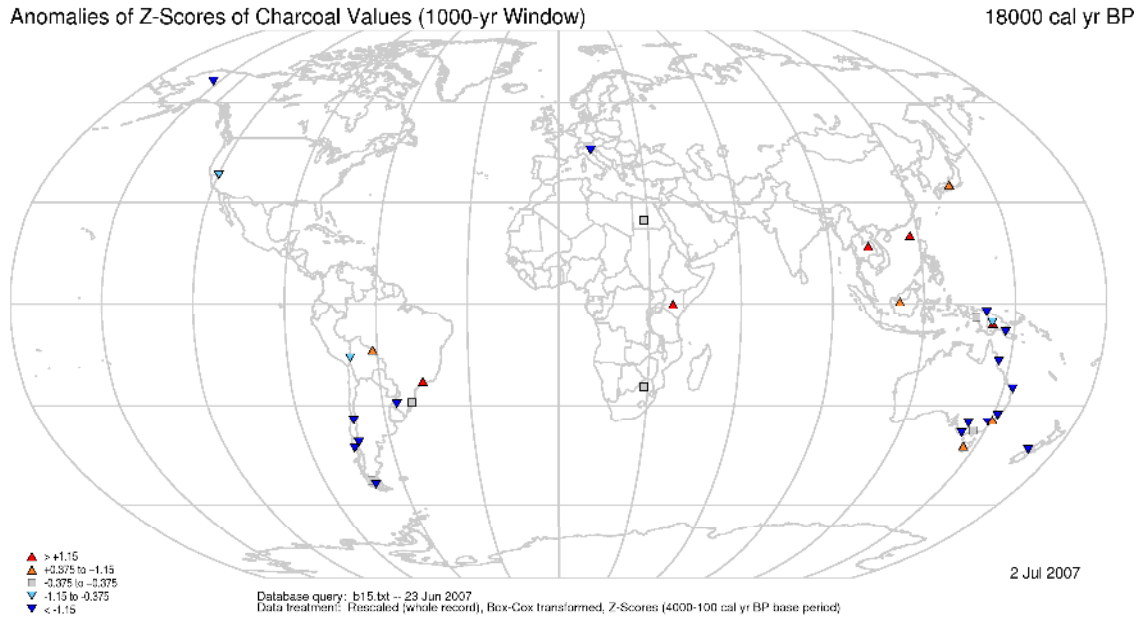 Anomalies of Z-Scores of Charcoal Values (1000-yr Window)
18000 cal yr BP
> +1.15
+0.375 to −1.15
-0.375 to −0.375
-1.15 to -0.375
< -1.15
2 Jul 2007
Database query: b15.txt -- 23 Jun 2007
Data treatment: Rescaled (whole record), Box-Cox transformed, Z-Scores (4000-100 cal yr BP base period)